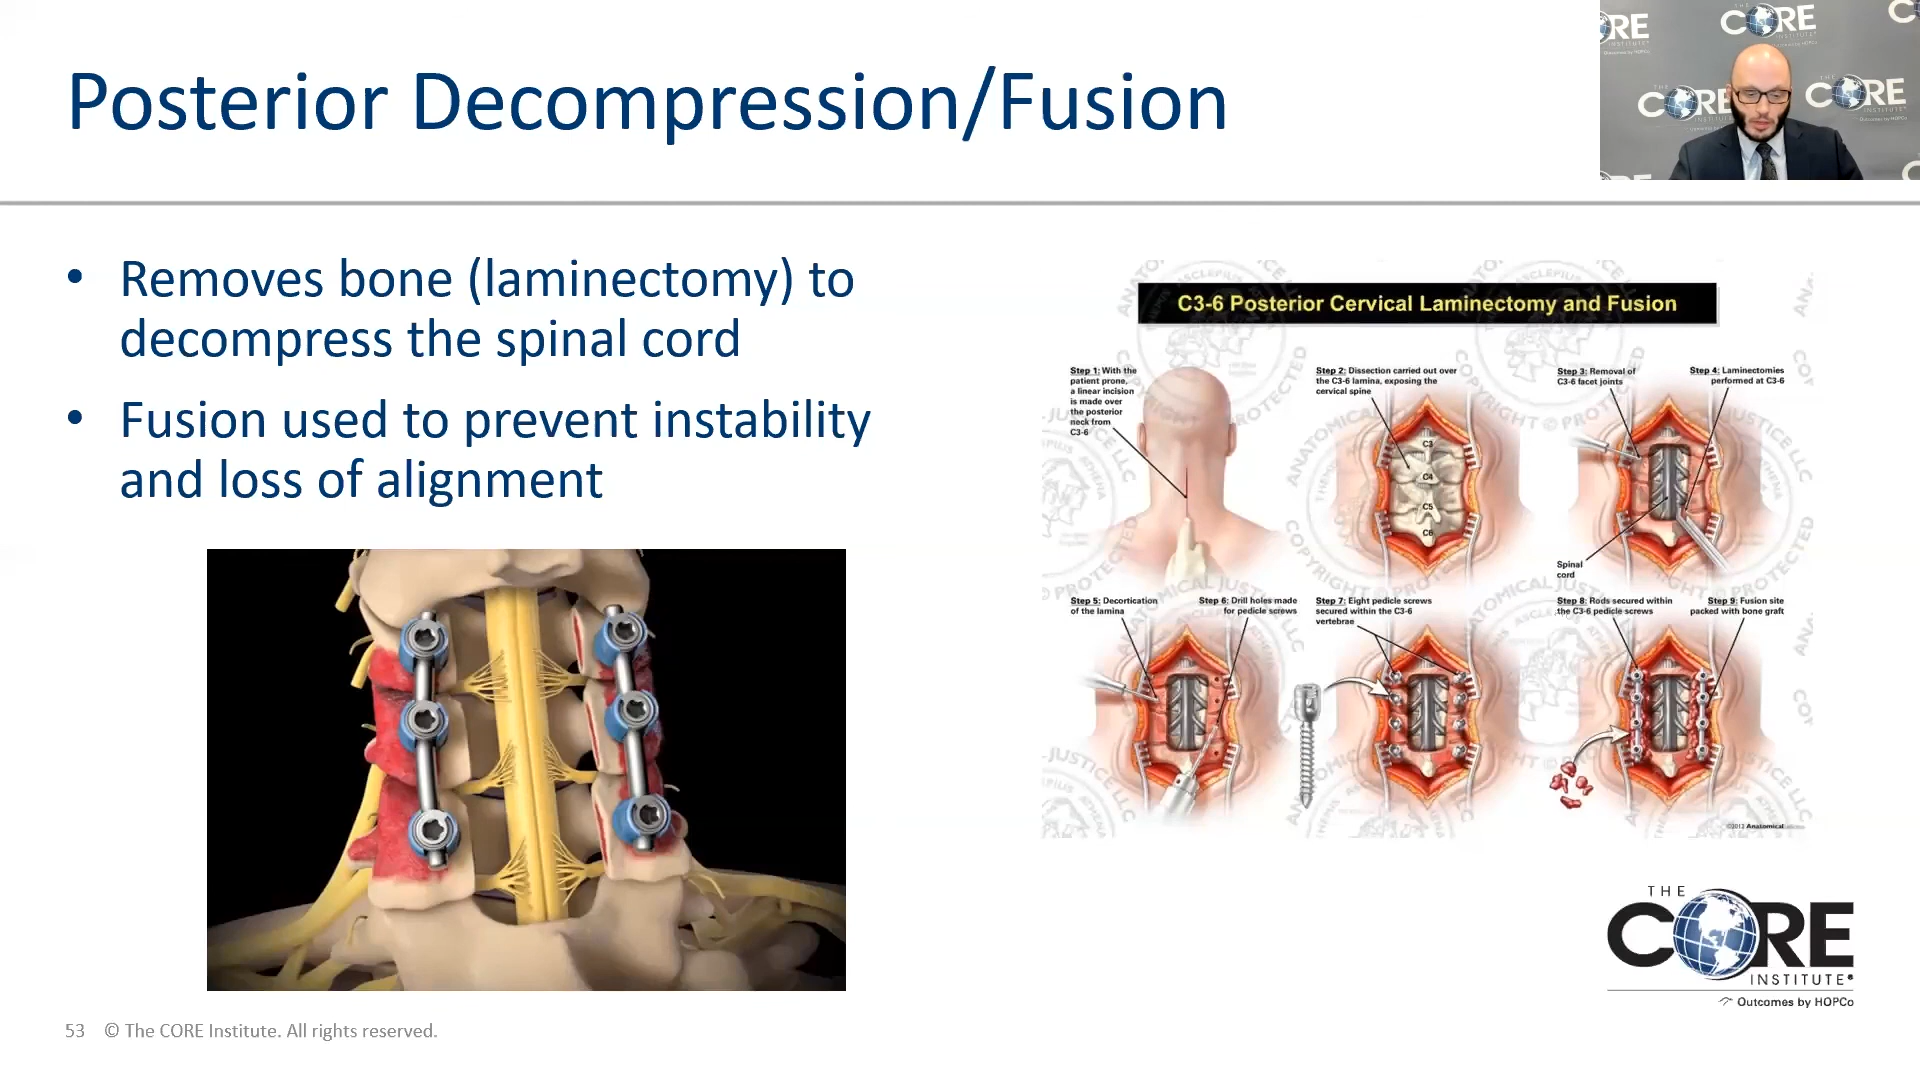 Posterior Decompression/Fusion
• Removes bone (laminectomy) to
decompress the spinal cord
• Fusion used to prevent instability
and loss of alignment
C3-6 Posterior Cervical Laminectomy and Fusion
Step 1: With the
patient prone,
a linear incision
is made over
the posterior
neck from
C3-6
Step 2: Dissection carried out over
the C3-6 lamina, exposing the
cervical spine
C3
C4
C5
C6
Step 3: Removal of
C3-6 facet joints
Step 4: Laminectomies
performed at C3-6
Spinal
cord
Step 5: Decortication
of the lamina
Step 6: Drill holes made
for pedicle screws
Step 7: Eight pedicle screws
secured within the C3-6
vertebrae
Step 8: Rods secured within
the C3-6 pedicle screws
Step 9: Fusion site
packed with bone graft
THE
CORE
INSTITUTE
Outcomes by HOPCo
53 © The CORE Institute. All rights reserved.
THE
CORE
INSTITUTE
CORE